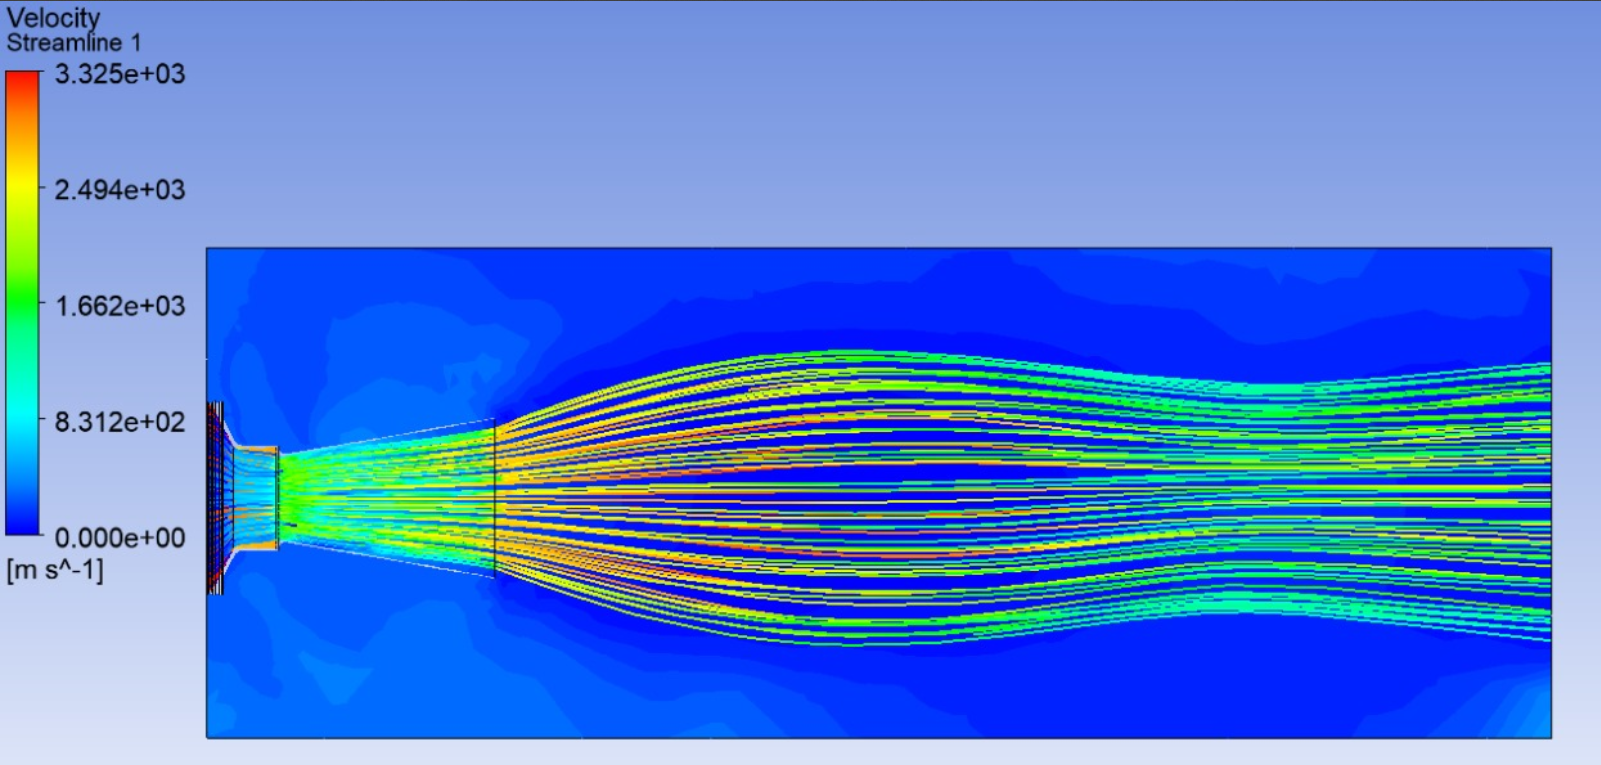 Velocity
Streamline 1
3.325e+03
2.494e+03
1.662e+03
8.312e+02
0.000e+00
[m s^-1]